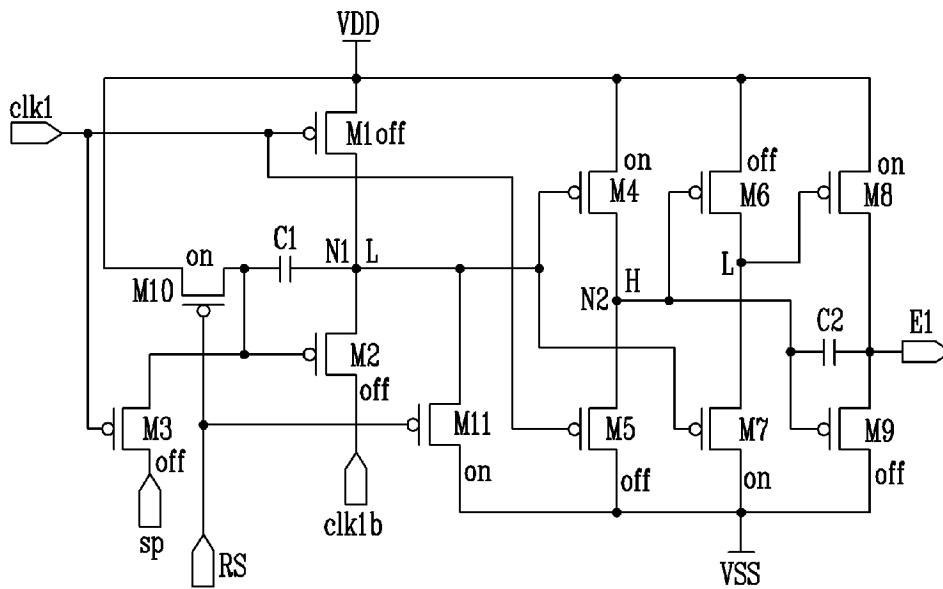 VDD
clk1
M1off
on
M4
off
M6
on
M8
C1
N1 L
on
M10
H
N2
L
C2
E1
M2
off
M3
off
M11
on
M5
off
M7
on
M9
off
sp
RS
clk1b
VSS